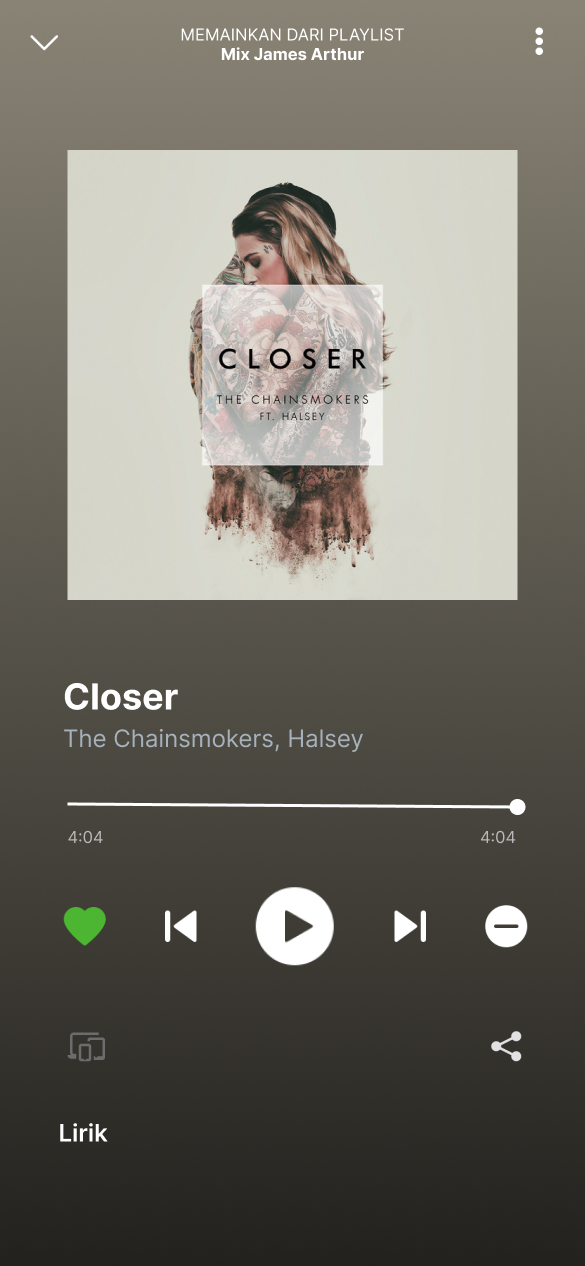 MEMAINKAN DARI PLAYLIST
Mix James Arthur
CLOSER
THE CHAINSMOKERS
FT. HALSEY
Closer
The Chainsmokers, Halsey
4:04
4:04
Lirik